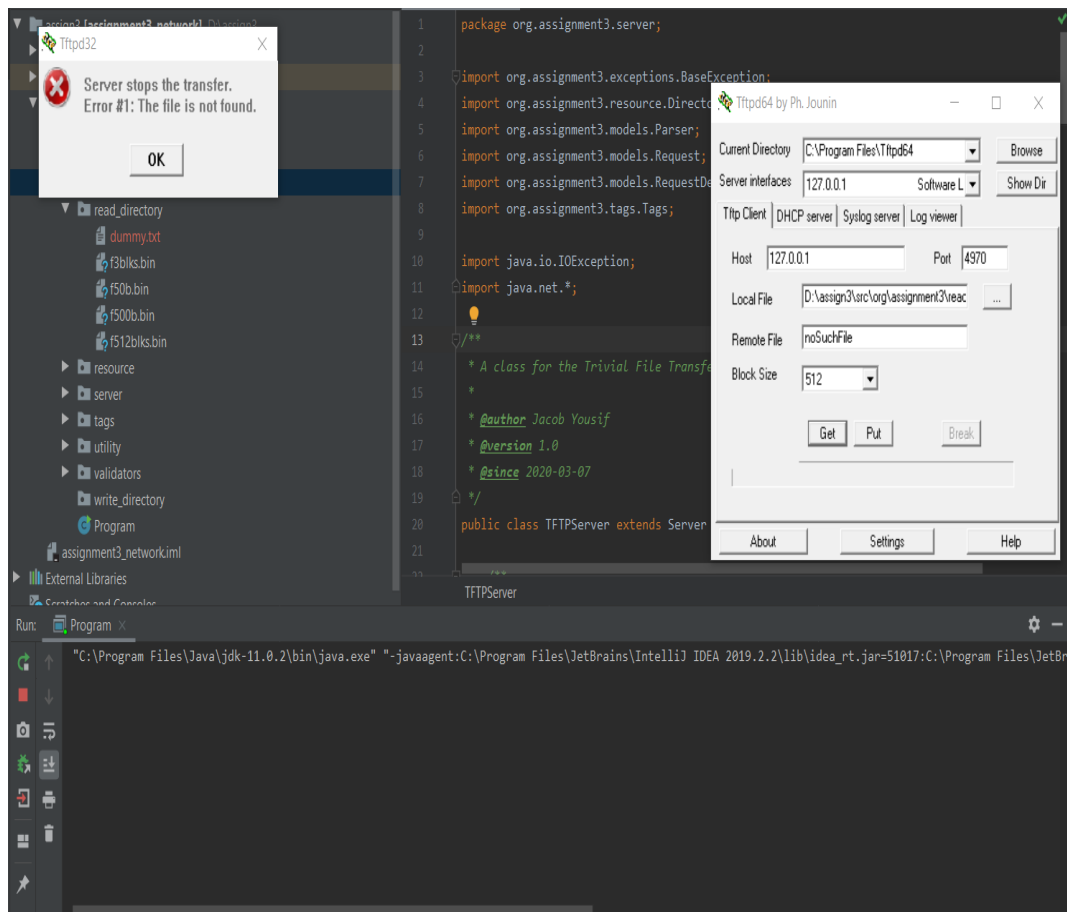 assign3 [assignment3_network] D:\assign3
Tftpd32
Server stops the transfer.
Error #1: The file is not found.
OK
read_directory
dummy.txt
f3blks.bin
f50b.bin
f500b.bin
f512blks.bin
resource
server
tags
utility
validators
write_directory
Program
assignment3_network.iml
External Libraries
Scratches and Consoles
1 package org.assignment3.server;
2
3 import org.assignment3.exceptions.BaseException;
4 import org.assignment3.resource.Directo
5 import org.assignment3.models.Parser;
6 import org.assignment3.models.Request;
7 import org.assignment3.models.RequestDe
8 import org.assignment3.tags.Tags;
9
10 import java.io.IOException;
11 import java.net.*;
12
13 /**
14 * A class for the Trivial File Transfe
15 *
16 * @author Jacob Yousif
17 * @version 1.0
18 * @since 2020-03-07
19 */
20 public class TFTPServer extends Server
21
22 /**
TFTPServer
Tftpd64 by Ph. Jounin
Current Directory C:\Program Files\Tftpd64 Browse
Server interfaces 127.0.0.1 Software L Show Dir
Tftp Client DHCP server Syslog server Log viewer
Host 127.0.0.1 Port 4970
Local File D:\assign3\src\org\assignment3\reac ...
Remote File noSuchFile
Block Size 512
Get Put Break
About Settings Help
Run: Program
"C:\Program Files\Java\jdk-11.0.2\bin\java.exe" "-javaagent:C:\Program Files\JetBrains\IntelliJ IDEA 2019.2.2\lib\idea_rt.jar=51017:C:\Program Files\JetBr